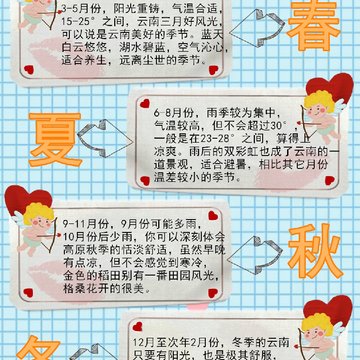 3-5月份，阳光重铸，气温合适，
15-25°之间，云南三月好风光，
可以说是云南美好的季节。蓝天
白云悠悠，湖水碧蓝，空气沁心，
适合养生，远离尘世的季节。
春
夏
6-8月份，雨季较为集中，
气温较高，但不会超过30°，
一般是在23-28°之间，算得上
凉爽。雨后的双彩虹也成了云南的一
道景观，适合避暑，相比其它月份
温差较小的季节。
9-11月份，9月份可能多雨，
10月份后少雨，你可以深刻体会
高原秋季的恬淡舒适，虽然早晚
有点凉，但不会感觉到寒冷，
金色的稻田别有一番田园风光，
格桑花开的很美。
秋
冬
12月至次年2月份，冬季的云南
只要有阳光，也是极其舒服，